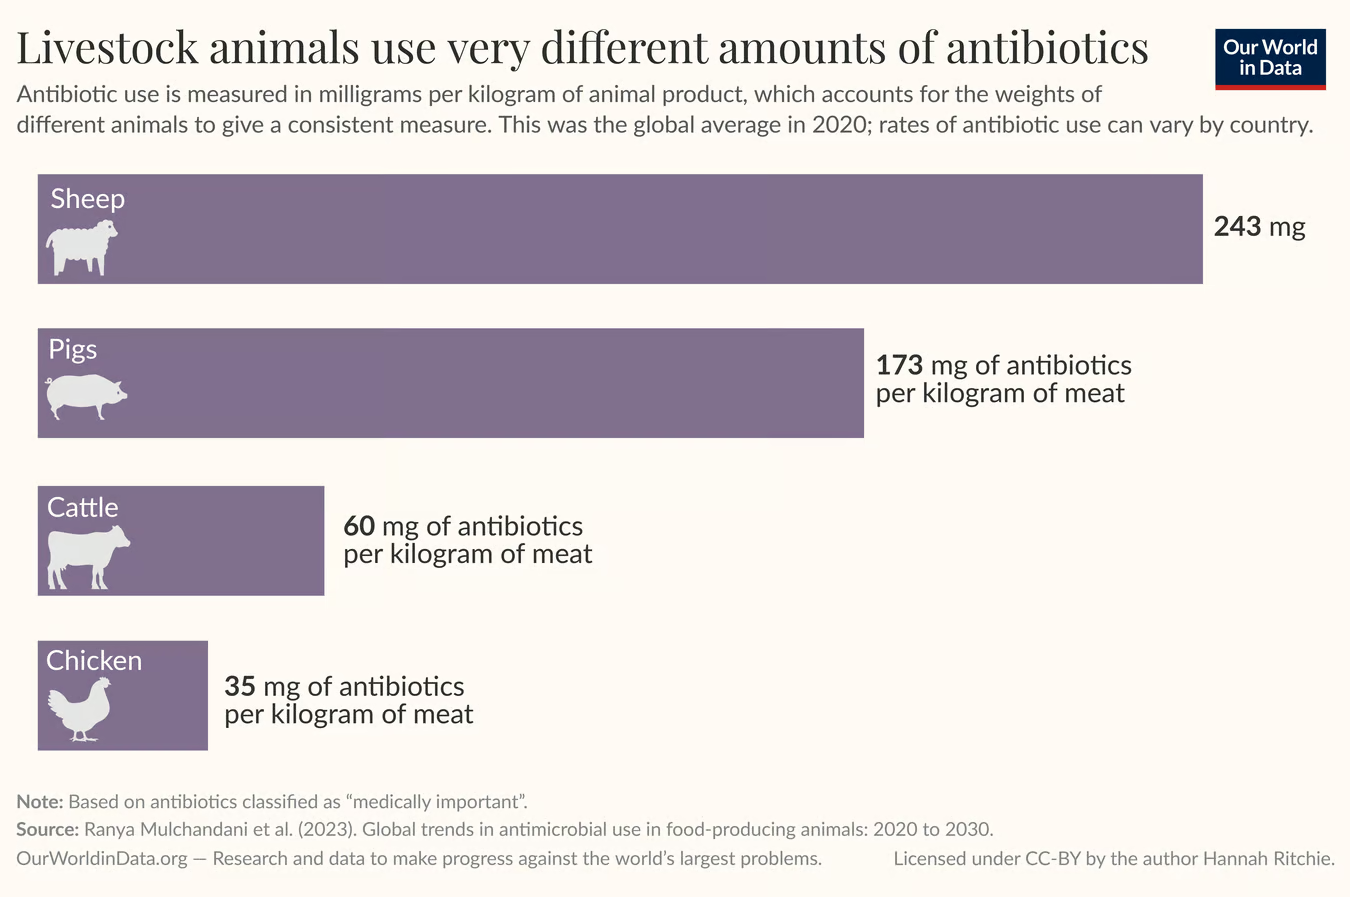 Livestock animals use very different amounts of antibiotics
Our World
in Data
Antibiotic use is measured in milligrams per kilogram of animal product, which accounts for the weights of
different animals to give a consistent measure. This was the global average in 2020; rates of antibiotic use can vary by country.
Sheep
243 mg
Pigs
173 mg of antibiotics
per kilogram of meat
Cattle
60 mg of antibiotics
per kilogram of meat
Chicken
35 mg of antibiotics
per kilogram of meat
Note: Based on antibiotics classified as “medically important”.
Source: Ranya Mulchandani et al. (2023). Global trends in antimicrobial use in food-producing animals: 2020 to 2030.
OurWorldinData.org — Research and data to make progress against the world’s largest problems.
Licensed under CC-BY by the author Hannah Ritchie.